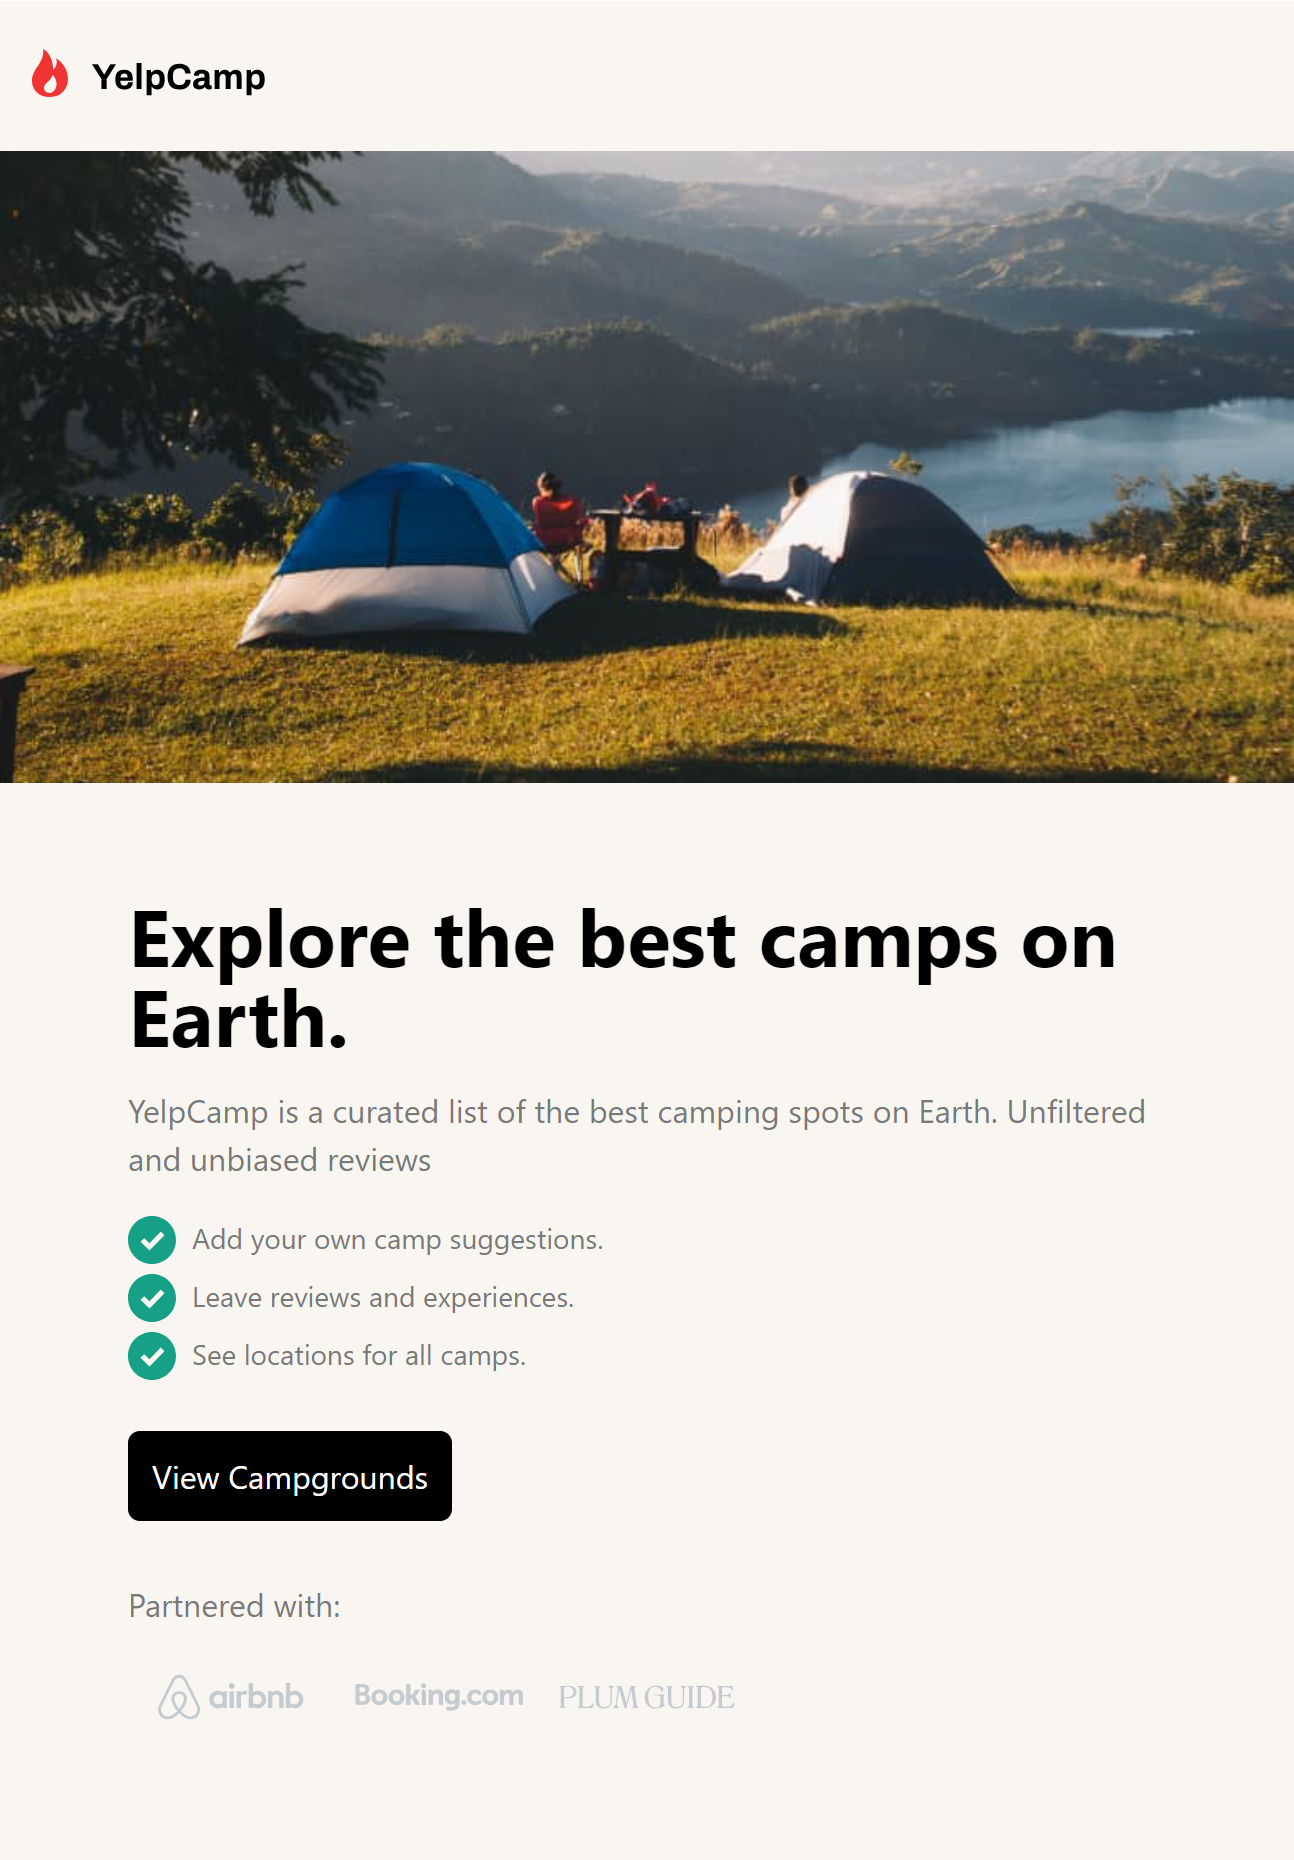 YelpCamp
Explore the best camps on
Earth.
YelpCamp is a curated list of the best camping spots on Earth. Unfiltered
and unbiased reviews
Add your own camp suggestions.
Leave reviews and experiences.
See locations for all camps.
View Campgrounds
Partnered with:
airbnb Booking.com PLUM GUIDE